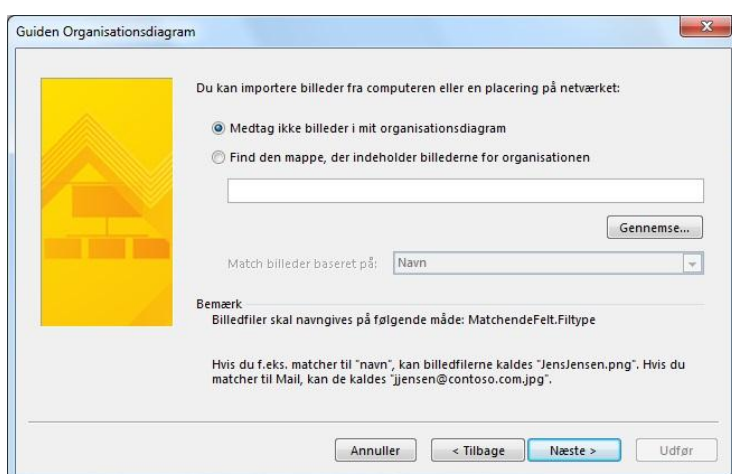 Guiden Organisationsdiagram
Du kan importere billeder fra computeren eller en placering på netværket:
Medtag ikke billeder i mit organisationsdiagram
Find den mappe, der indeholder billederne for organisationen
Gennemse...
Match billeder baseret på: Navn
Bemærk
Billedfiler skal navngives på følgende måde: MatchendeFelt.Filtype
Hvis du f.eks. matcher til "navn", kan billedfilerne kaldes "JensJensen.png". Hvis du
matcher til Mail, kan de kaldes "jjensen@contoso.com.jpg".
Annuller < Tilbage Næste > Udfør